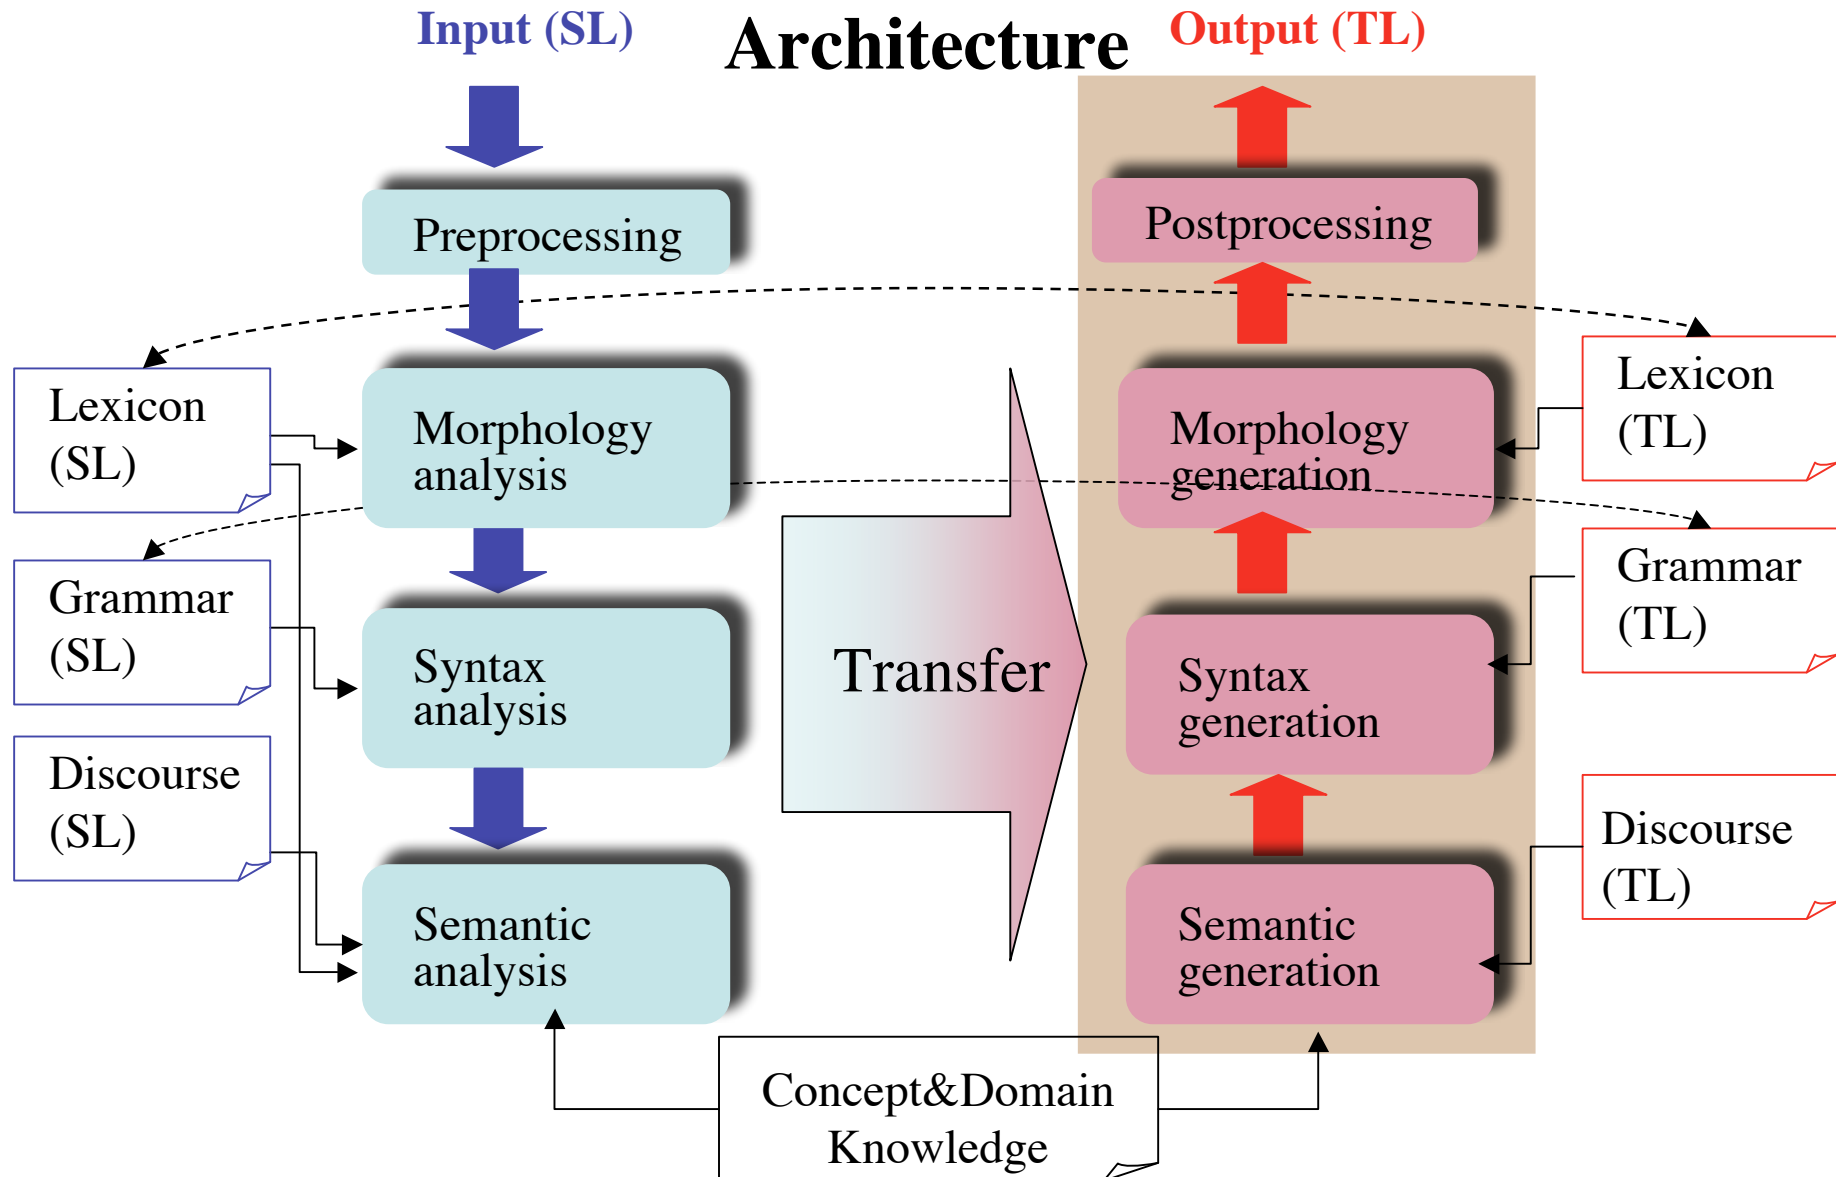 Input (SL)
Architecture
Output (TL)
Preprocessing
Postprocessing
Lexicon
(SL)
Morphology
analysis
Morphology
generation
Lexicon
(TL)
Grammar
(SL)
Syntax
analysis
Transfer
Syntax
generation
Grammar
(TL)
Discourse
(SL)
Semantic
analysis
Semantic
generation
Discourse
(TL)
Concept&Domain
Knowledge